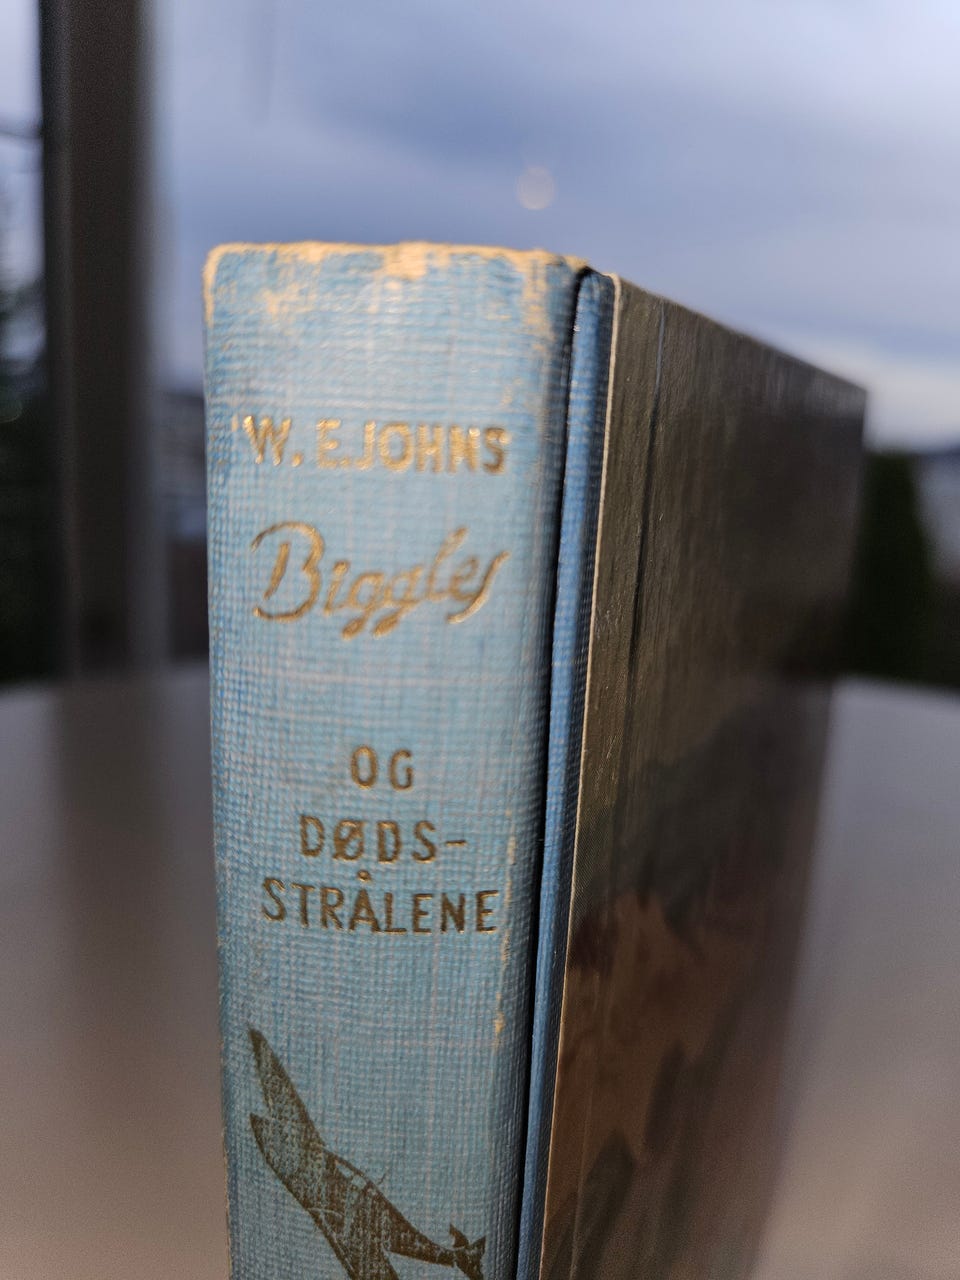 W. E. JOHNS
Biggles
OG
DØDS-
STRÅLENE